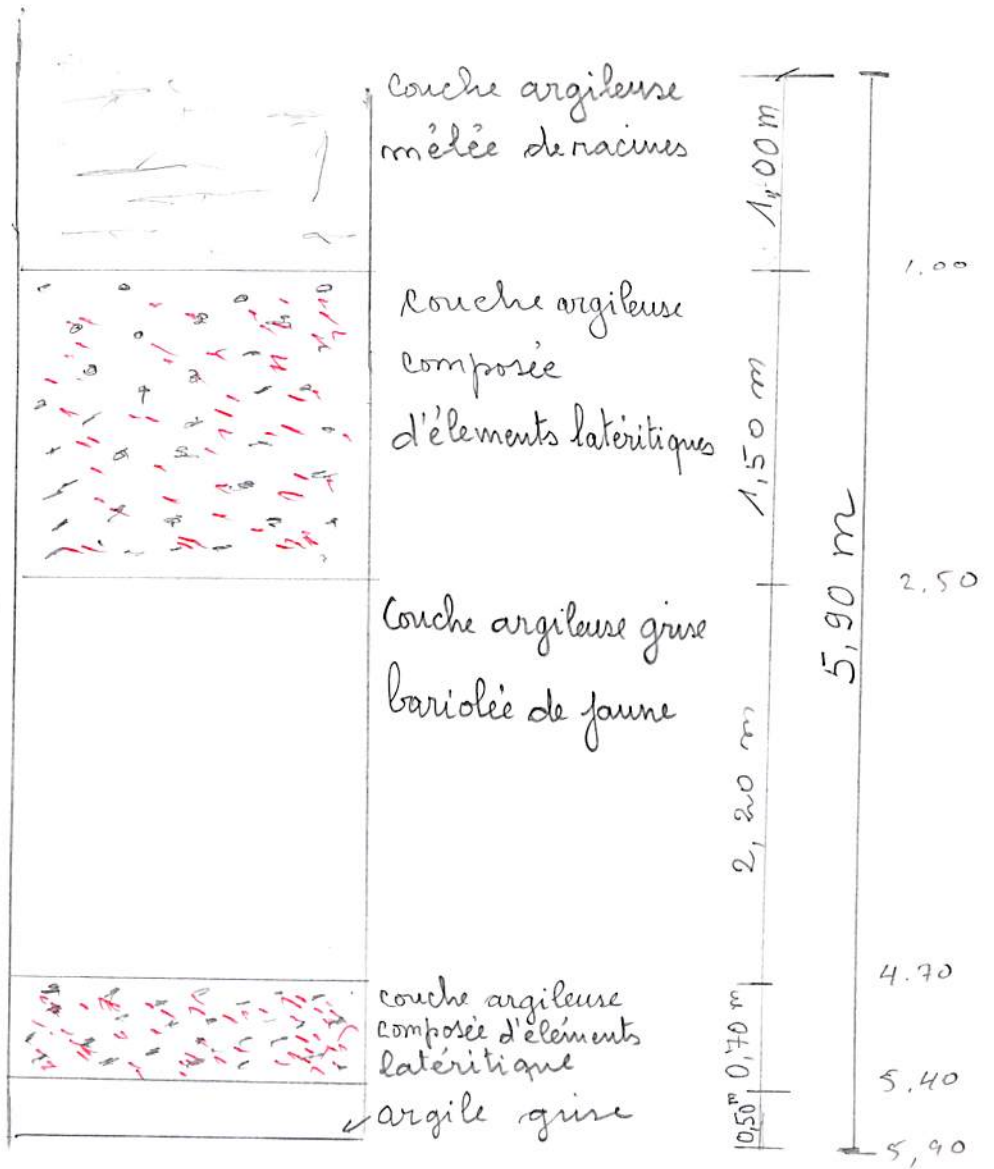 couche argileuse
mêlée de racines
1,00 m
1.00
couche argileuse
composée
d'élements latéritiques
1,50 m
5,90 m
2.50
Couche argileuse grise
bariolée de jaune
2,20 m
4.70
couche argileuse
composée d'éléments
latéritique
0,70 m
5.40
argile grise
0,50 m
5,90